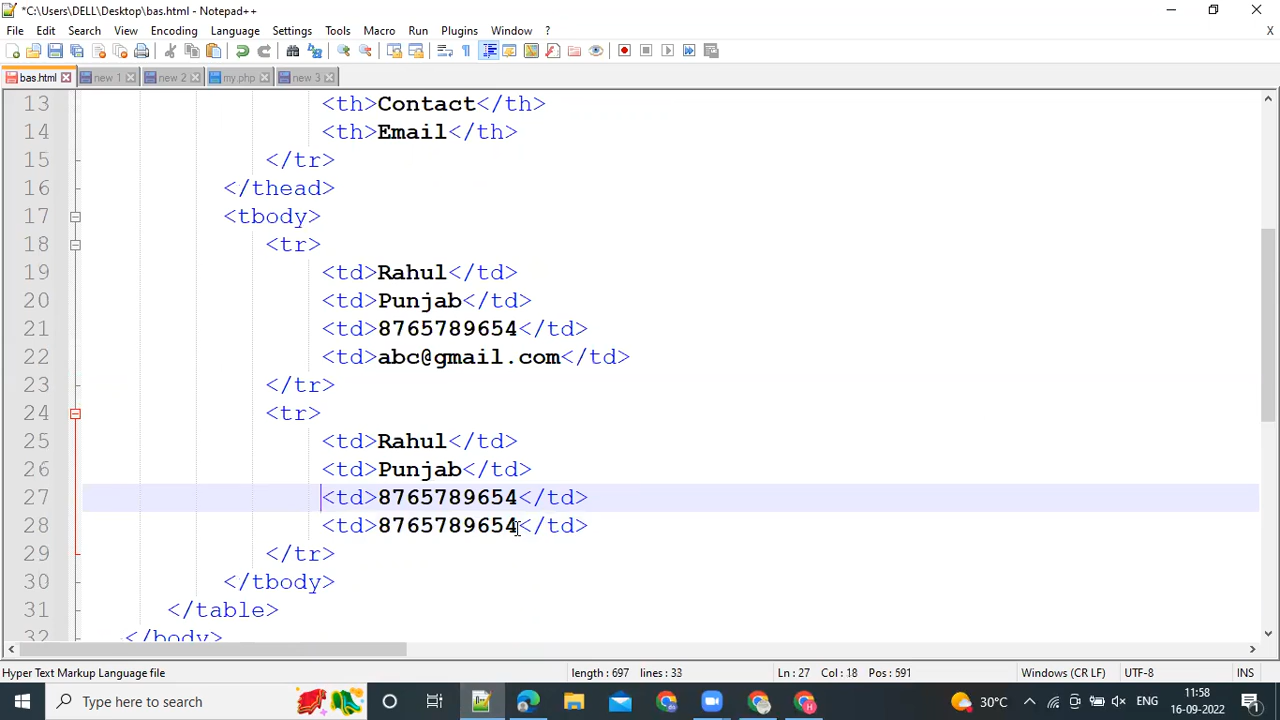 *C:\Users\DELL\Desktop\bas.html - Notepad++
File Edit Search View Encoding Language Settings Tools Macro Run Plugins Window ? X
bas.html new 1 new 2 my.php new 3
13 <th>Contact</th>
14 <th>Email</th>
15 </tr>
16 </thead>
17 <tbody>
18 <tr>
19 <td>Rahul</td>
20 <td>Punjab</td>
21 <td>8765789654</td>
22 <td>abc@gmail.com</td>
23 </tr>
24 <tr>
25 <td>Rahul</td>
26 <td>Punjab</td>
27 <td>8765789654</td>
28 <td>8765789654</td>
29 </tr>
30 </tbody>
31 </table>
32 </body>
Hyper Text Markup Language file length : 697 lines : 33 Ln : 27 Col : 18 Pos : 591 Windows (CR LF) UTF-8 INS
Type here to search 30°C ENG 11:58
16-09-2022 1